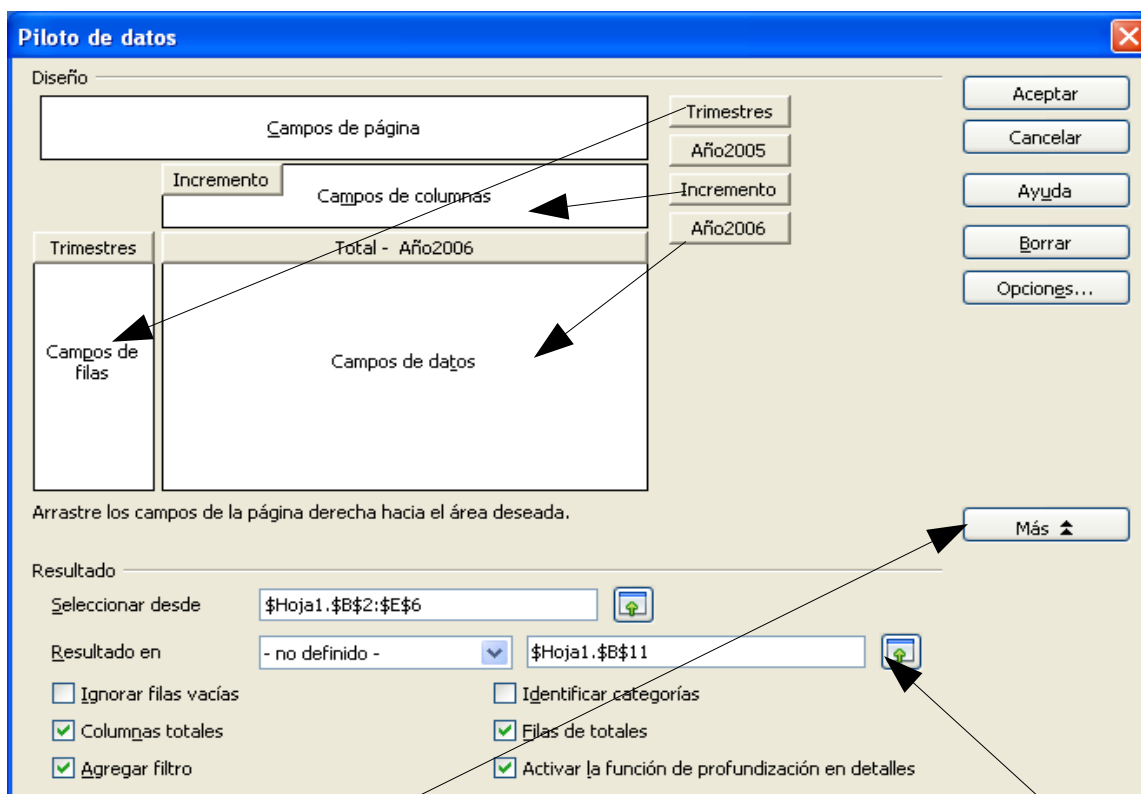 Piloto de datos
Diseño
Campos de página
Trimestres
Año2005
Incremento
Año2006
Incremento
Campos de columnas
Trimestres
Total - Año2006
Campos de filas
Campos de datos
Arrastre los campos de la página derecha hacia el área deseada.
Aceptar
Cancelar
Ayuda
Borrar
Opciones...
Más
Resultado
Seleccionar desde
$Hoja1.$B$2:$E$6
Resultado en
- no definido -
$Hoja1.$B$11
Ignorar filas vacías
Identificar categorías
Columnas totales
Filas de totales
Agregar filtro
Activar la función de profundización en detalles